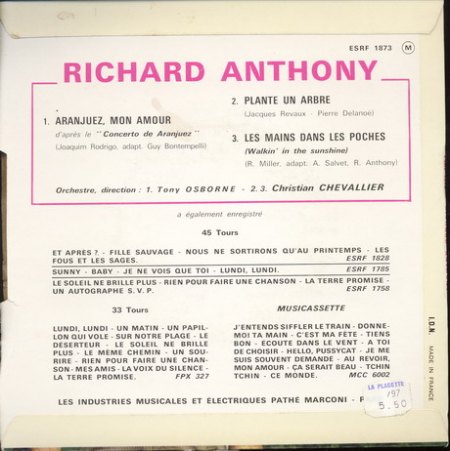 ESRF 1873 M
RICHARD ANTHONY
1. ARANJUEZ, MON AMOUR
d'après le "Concerto de Aranjuez"
(Joaquim Rodrigo, adapt. Guy Bontempelli)
2. PLANTE UN ARBRE
(Jacques Revaux - Pierre Delanoë)
3. LES MAINS DANS LES POCHES
(Walkin' in the sunshine)
(R. Miller, adapt. A. Salvet, R. Anthony)
Orchestre, direction : 1. Tony OSBORNE - 2.3. Christian CHEVALLIER
a également enregistré
45 Tours
ET APRES ?. - FILLE SAUVAGE - NOUS NE SORTIRONS QU'AU PRINTEMPS - LES
FOUS ET LES SAGES. ESRF 1828
SUNNY - BABY - JE NE VOIS QUE TOI - LUNDI, LUNDI. ESRF 1785
LE SOLEIL NE BRILLE PLUS - RIEN POUR FAIRE UNE CHANSON - LA TERRE PROMISE -
UN AUTOGRAPHE S. V. P. ESRF 1758
33 Tours
LUNDI, LUNDI - UN MATIN - UN PAPIL-
LON QUI VOLE - SUR NOTRE PLAGE - LE
DESERTEUR - LE SOLEIL NE BRILLE
PLUS - LE MÈME CHEMIN - UN SOU-
RIRE - RIEN POUR FAIRE UNE CHAN-
SON - MES AMIS - LA VOIX DU SILENCE -
LA TERRE PROMISE. FPX 327
MUSICASSETTE
J'ENTENDS SIFFLER LE TRAIN - DONNE-
MOI TA MAIN - C'EST MA FÊTE - TIENS
BON - ECOUTE DANS LE VENT - A TOI
DE CHOISIR - HELLO, PUSSYCAT - JE ME
SUIS SOUVENT DEMANDE - AU REVOIR,
MON AMOUR - ÇA SERAIT BEAU - TCHIN
TCHIN - CE MONDE. MCC 6002
LES INDUSTRIES MUSICALES ET ÉLECTRIQUES PATHÉ MARCONI -
LA PLAQUETTE
/97
5.50
I.D.N. MADE IN FRANCE